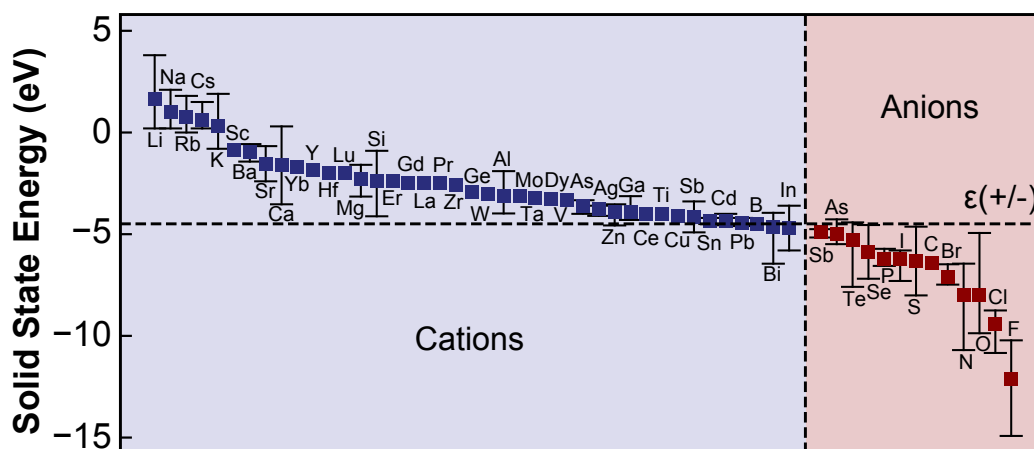 Solid State Energy (eV)
5
0
−5
−10
−15
Li
Na
Rb
Cs
K
Sc
Ba
Sr
Ca
Yb
Y
Hf
Lu
Mg
Si
Er
Gd
La
Pr
Zr
Ge
W
Al
Mo
Ta
Dy
V
As
Ag
Zn
Ga
Ce
Ti
Cu
Sb
Sn
Cd
Pb
B
Bi
In
Cations
Anions
ε(+/-)
Sb
As
Te
Se
P
I
S
C
Br
N
O
Cl
F